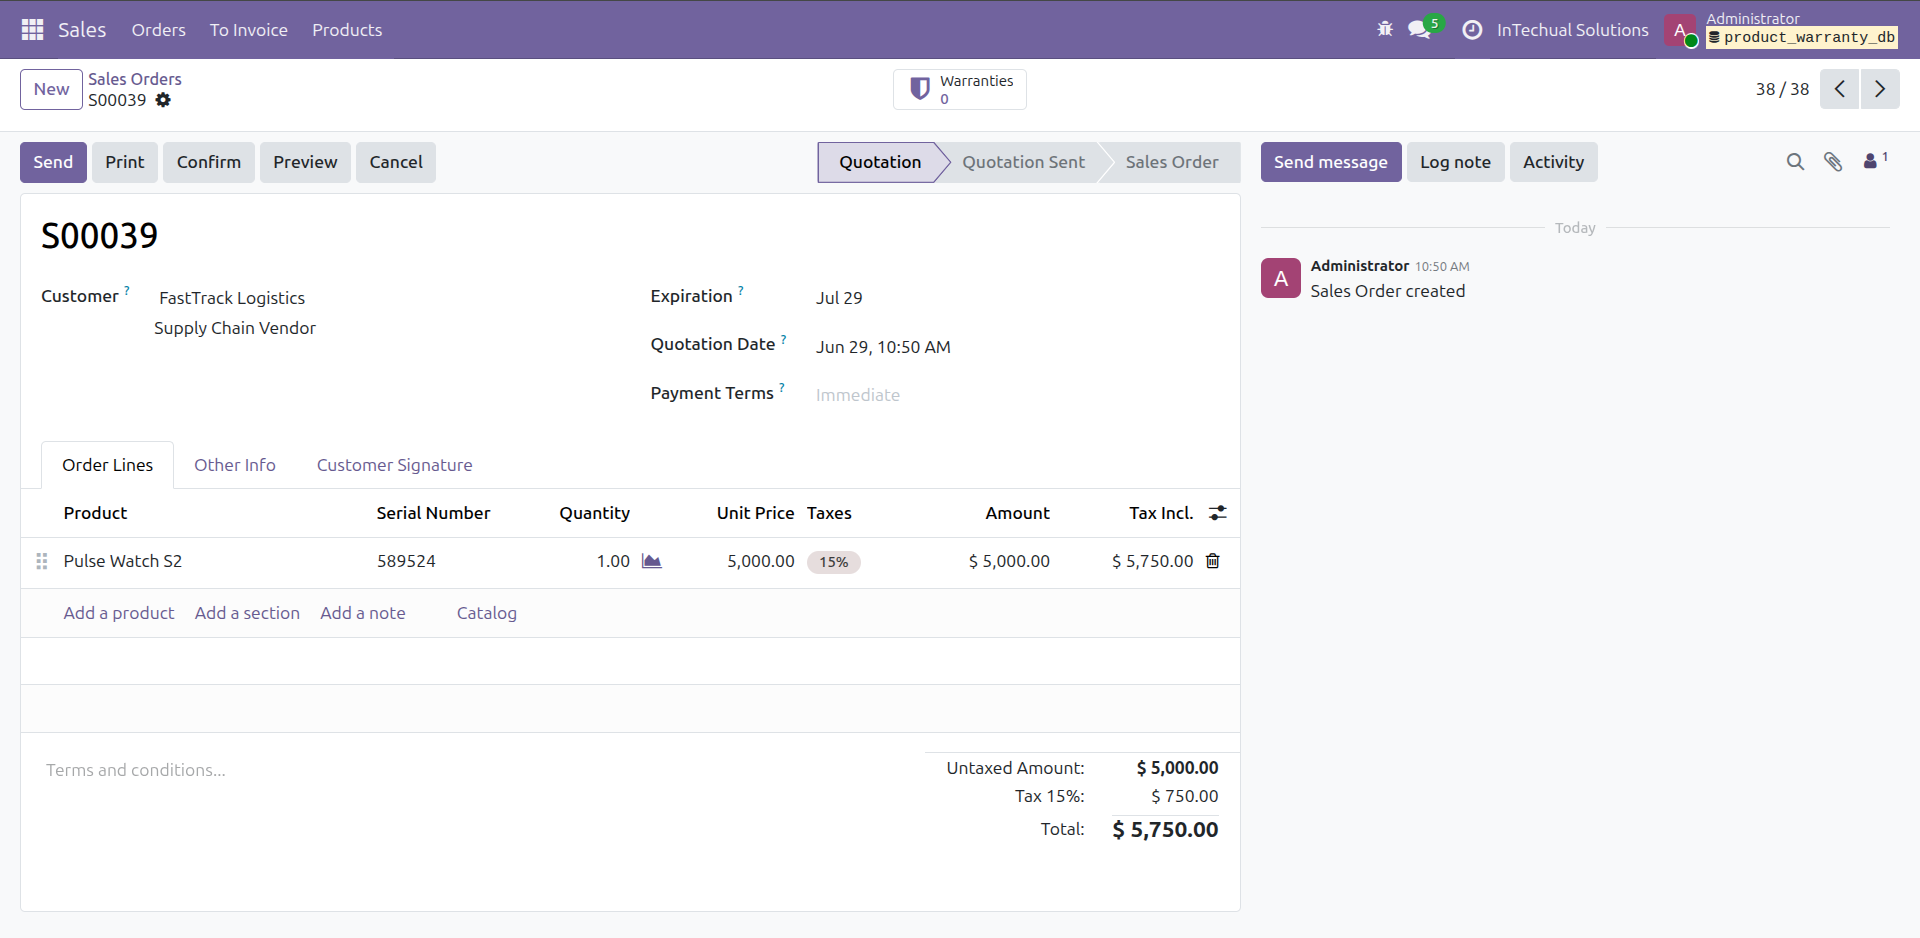 Sales Orders To Invoice Products 5 InTechual Solutions A Administrator
product_warranty_db
New Sales Orders Warranties 38 / 38
S00039 0
Send Print Confirm Preview Cancel Quotation Quotation Sent Sales Order Send message Log note Activity 1
S00039
Today
Customer ? FastTrack Logistics Expiration ? Jul 29
Supply Chain Vendor
Quotation Date ? Jun 29, 10:50 AM
Payment Terms ? Immediate
A Administrator 10:50 AM
Sales Order created
Order Lines Other Info Customer Signature
Product Serial Number Quantity Unit Price Taxes Amount Tax Incl.
Pulse Watch S2 589524 1.00 5,000.00 15% $ 5,000.00 $ 5,750.00
Add a product Add a section Add a note Catalog
Terms and conditions...
Untaxed Amount: $ 5,000.00
Tax 15%: $ 750.00
Total: $ 5,750.00